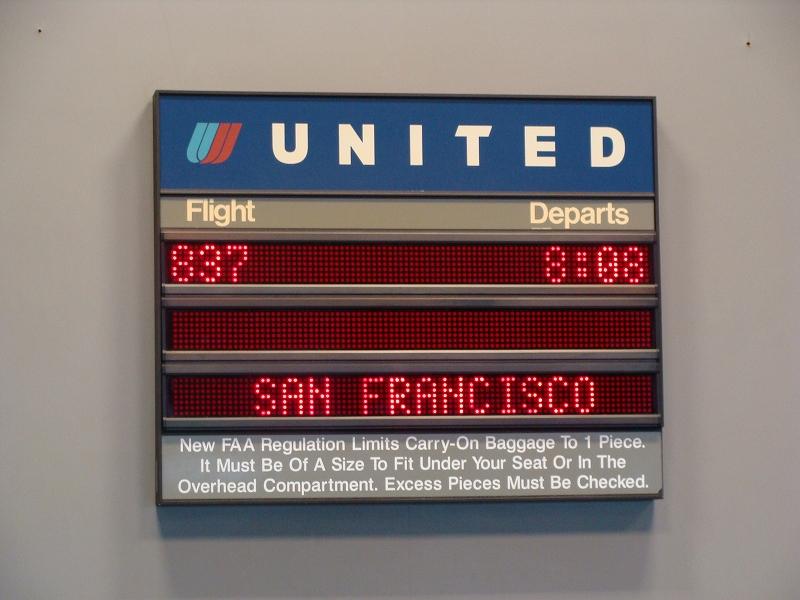 UNITED
Flight Departs
837 8:08
SAN FRANCISCO
New FAA Regulation Limits Carry-On Baggage To 1 Piece.
It Must Be Of A Size To Fit Under Your Seat Or In The
Overhead Compartment. Excess Pieces Must Be Checked.